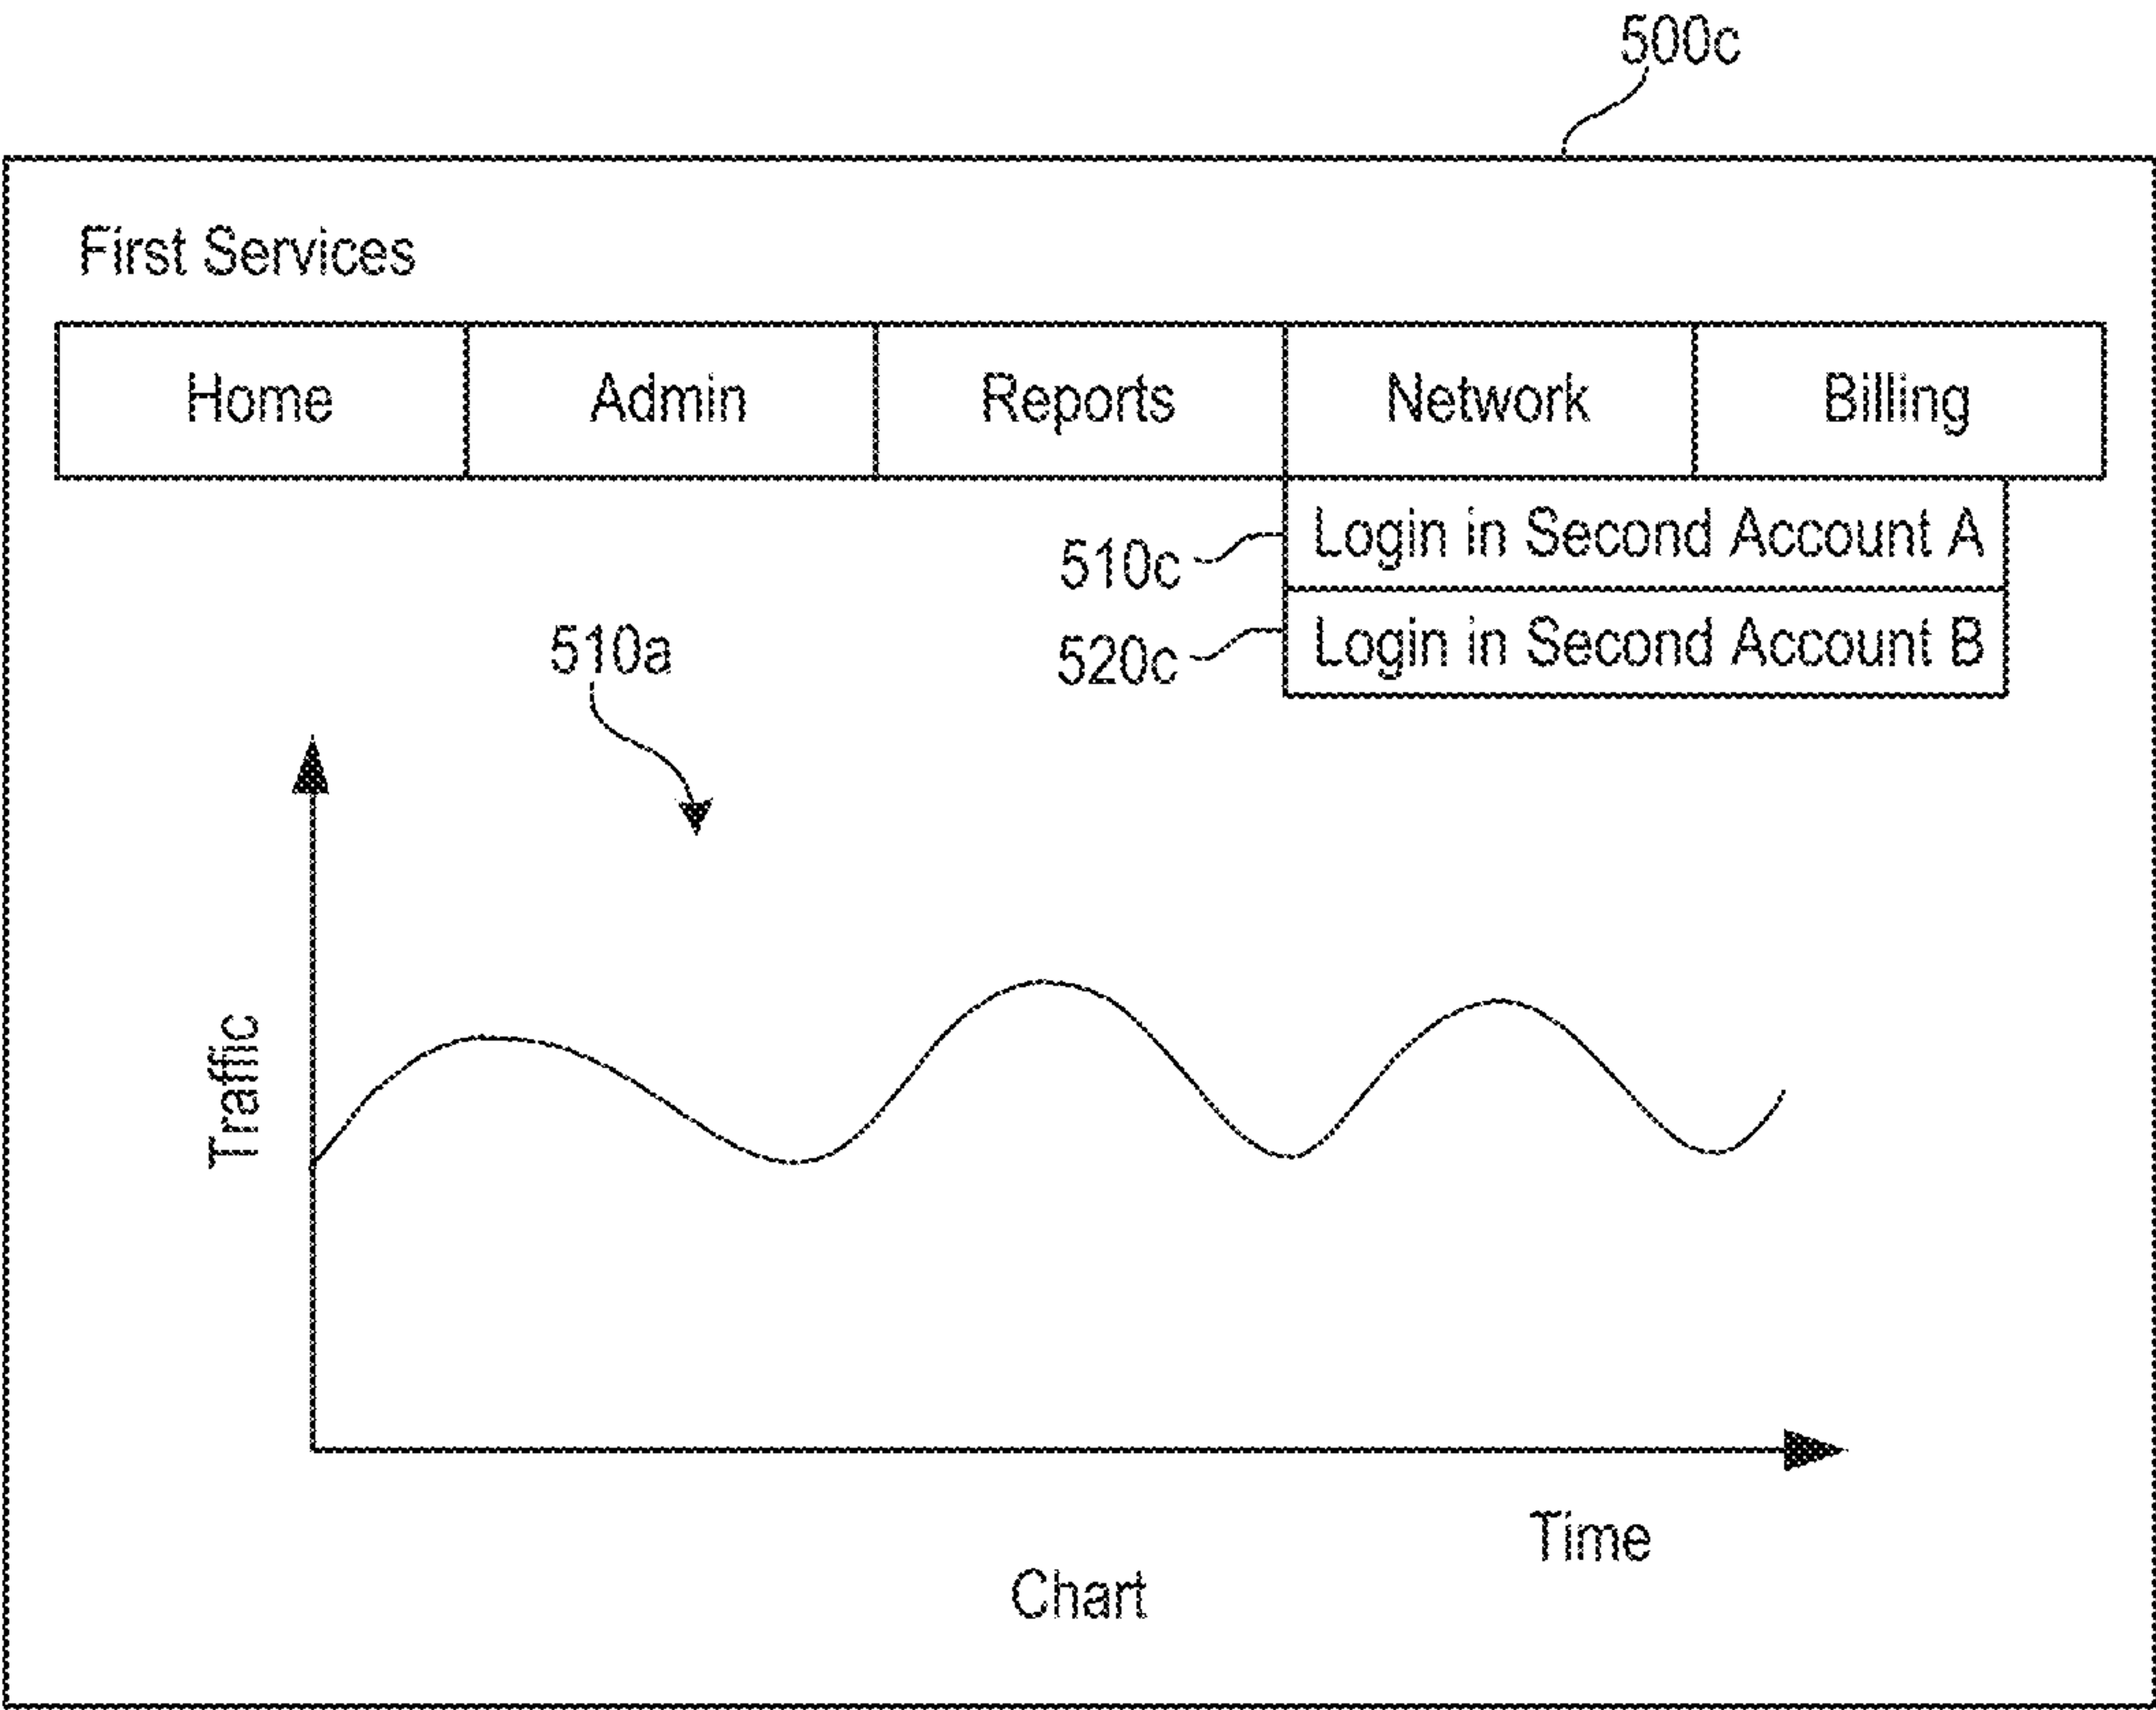 500c
First Services
Home Admin Reports Network Billing
510c Login in Second Account A
520c Login in Second Account B
510a
Traffic
Time
Chart